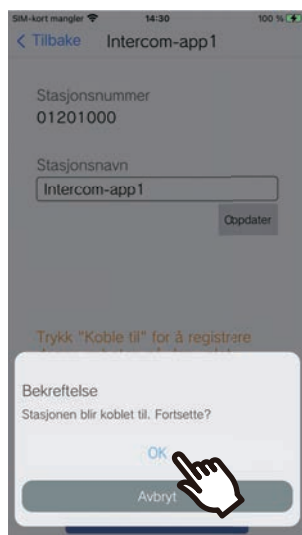 SIM-kort mangler 14:30 100 %
Tilbake Intercom-app1
Stasjonsnummer
01201000
Stasjonsnavn
Intercom-app1
Oppdater
Trykk "Koble til" for å registrere
Bekreftelse
Stasjonen blir koblet til. Fortsette?
OK
Avbryt